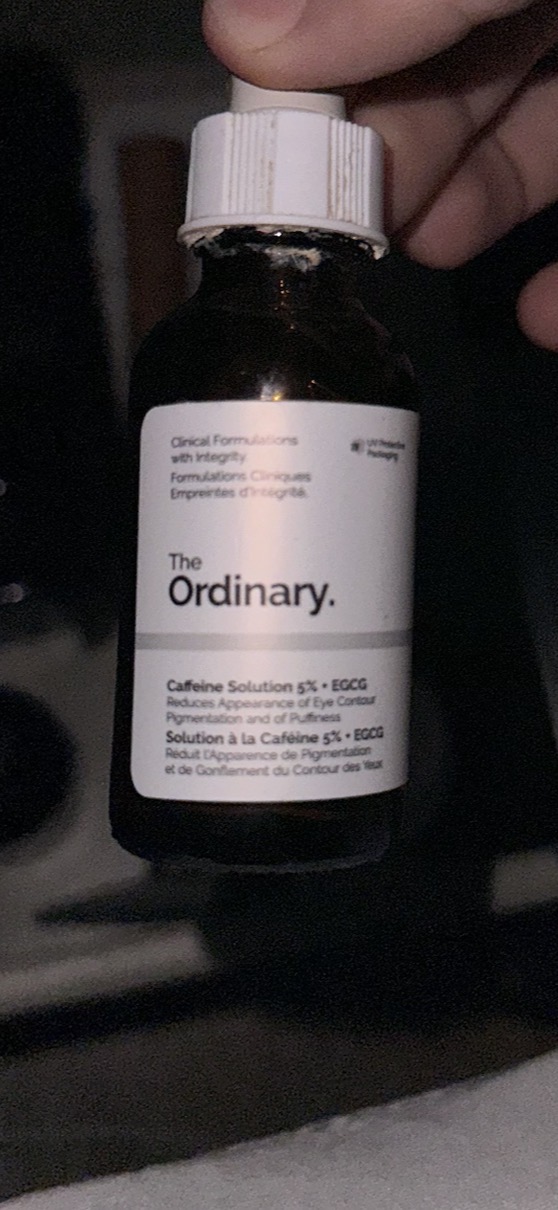 Clinical Formulations
with Integrity.
Formulations Cliniques
Empreintes d'Intégrité.
UV Protective
Packaging
The
Ordinary.
Caffeine Solution 5% + EGCG
Reduces Appearance of Eye Contour
Pigmentation and of Puffiness
Solution à la Caféine 5% + EGCG
Réduit l'Apparence de Pigmentation
et de Gonflement du Contour des Yeux